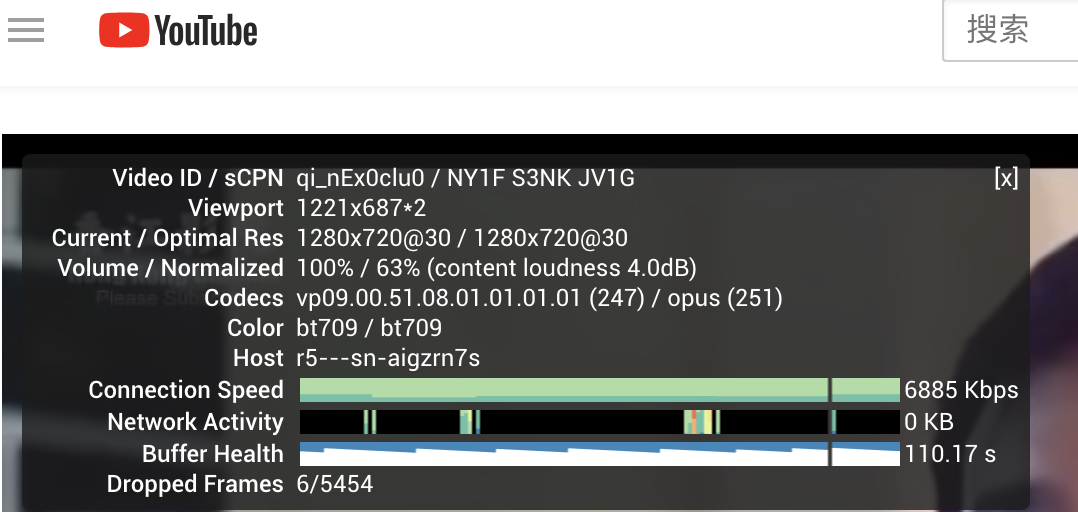 YouTube
搜索
Video ID / sCPN qi_nEx0clu0 / NY1F S3NK JV1G [x]
Viewport 1221x687*2
Current / Optimal Res 1280x720@30 / 1280x720@30
Volume / Normalized 100% / 63% (content loudness 4.0dB)
Codecs vp09.00.51.08.01.01.01.01 (247) / opus (251)
Color bt709 / bt709
Host r5---sn-aigzrn7s
Connection Speed 6885 Kbps
Network Activity 0 KB
Buffer Health 110.17 s
Dropped Frames 6/5454